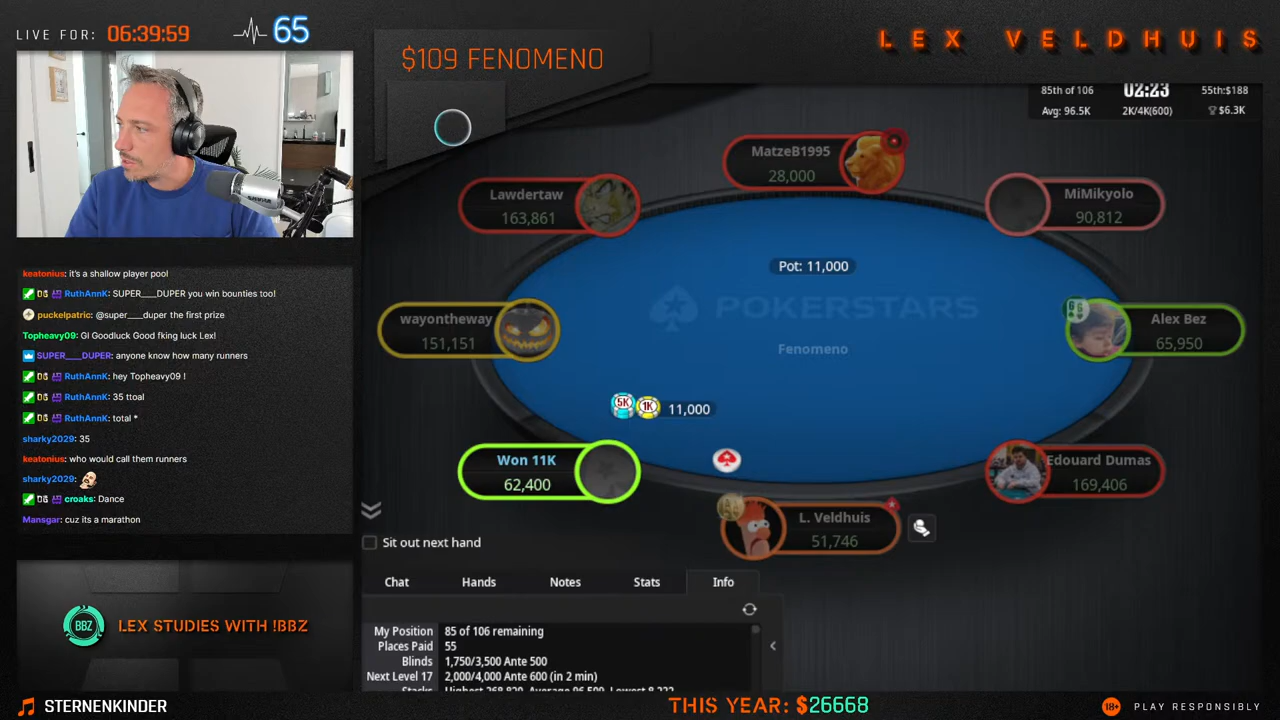 LIVE FOR: 06:39:59 65
$109 FENOMENO
LEX VELDHUIS
85th of 106 02:23 55th:$188
Avg: 96.5K 2K/4K(600) $6.3K
MatzeB1995
28,000
Lawdertaw
163,861
MiMikyolo
90,812
Pot: 11,000
POKERSTARS
Fenomeno
wayontheway
151,151
Alex Bez
65,950
5K 1K 11,000
Won 11K
62,400
Edouard Dumas
169,406
L. Veldhuis
51,746
keatonius: it's a shallow player pool
RuthAnnK: SUPER___DUPER you win bounties too!
puckelpatric: @super___duper the first prize
Topheavy09: Gl Goodluck Good fking luck Lex!
SUPER___DUPER: anyone know how many runners
RuthAnnK: hey Topheavy09 !
RuthAnnK: 35 ttoal
RuthAnnK: total *
sharky2029: 35
keatonius: who would call them runners
sharky2029:
croaks: Dance
Mansgar: cuz its a marathon
Sit out next hand
Chat Hands Notes Stats Info
My Position 85 of 106 remaining
Places Paid 55
Blinds 1,750/3,500 Ante 500
Next Level 17 2,000/4,000 Ante 600 (in 2 min)
BBZ LEX STUDIES WITH !BBZ
STERNENKINDER
THIS YEAR: $26668
18+ PLAY RESPONSIBLY